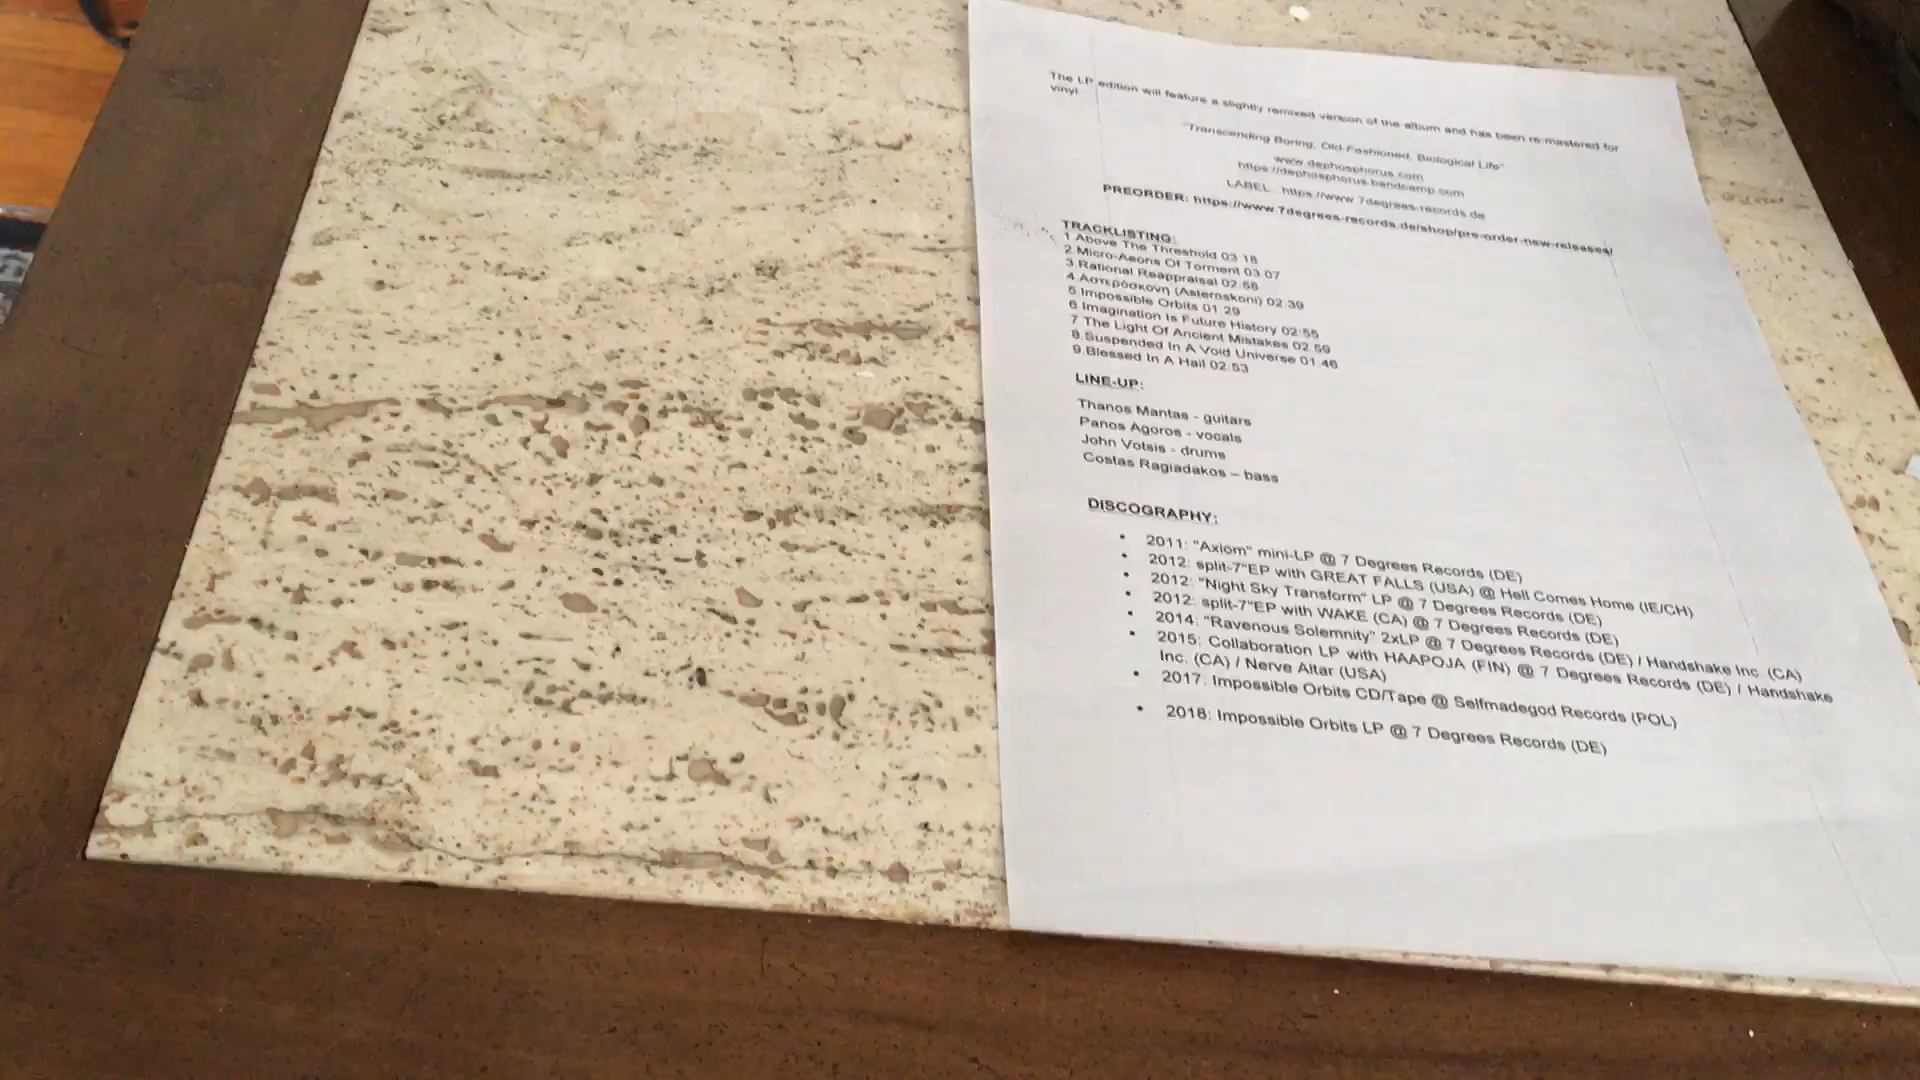 The LP edition will feature a slightly remixed version of the album and has been re-mastered for
vinyl
"Transcending Boring, Old-Fashioned, Biological Life"
www.dephosphorus.com
https://dephosphorus.bandcamp.com
LABEL : https://www.7degrees-records.de
PREORDER: https://www.7degrees-records.de/shop/pre-order-new-releases/
TRACKLISTING:
1.Above The Threshold 03:18
2.Micro-Aeons Of Torment 03:07
3.Rational Reappraisal 02:58
4.Αστερόσκονη (Asteroskoni) 02:39
5.Impossible Orbits 01:29
6.Imagination Is Future History 02:55
7.The Light Of Ancient Mistakes 02:59
8.Suspended In A Void Universe 01:46
9.Blessed In A Hail 02:53
LINE-UP:
Thanos Mantas - guitars
Panos Agoros - vocals
John Votsis - drums
Costas Ragiadakos – bass
DISCOGRAPHY:
• 2011: "Axiom" mini-LP @ 7 Degrees Records (DE)
• 2012: split-7"EP with GREAT FALLS (USA) @ Hell Comes Home (IE/CH)
• 2012: "Night Sky Transform" LP @ 7 Degrees Records (DE)
• 2012: split-7"EP with WAKE (CA) @ 7 Degrees Records (DE)
• 2014: "Ravenous Solemnity" 2xLP @ 7 Degrees Records (DE) / Handshake Inc. (CA)
• 2015: Collaboration LP with HAAPOJA (FIN) @ 7 Degrees Records (DE) / Handshake
Inc. (CA) / Nerve Altar (USA)
• 2017: Impossible Orbits CD/Tape @ Selfmadegod Records (POL)
• 2018: Impossible Orbits LP @ 7 Degrees Records (DE)